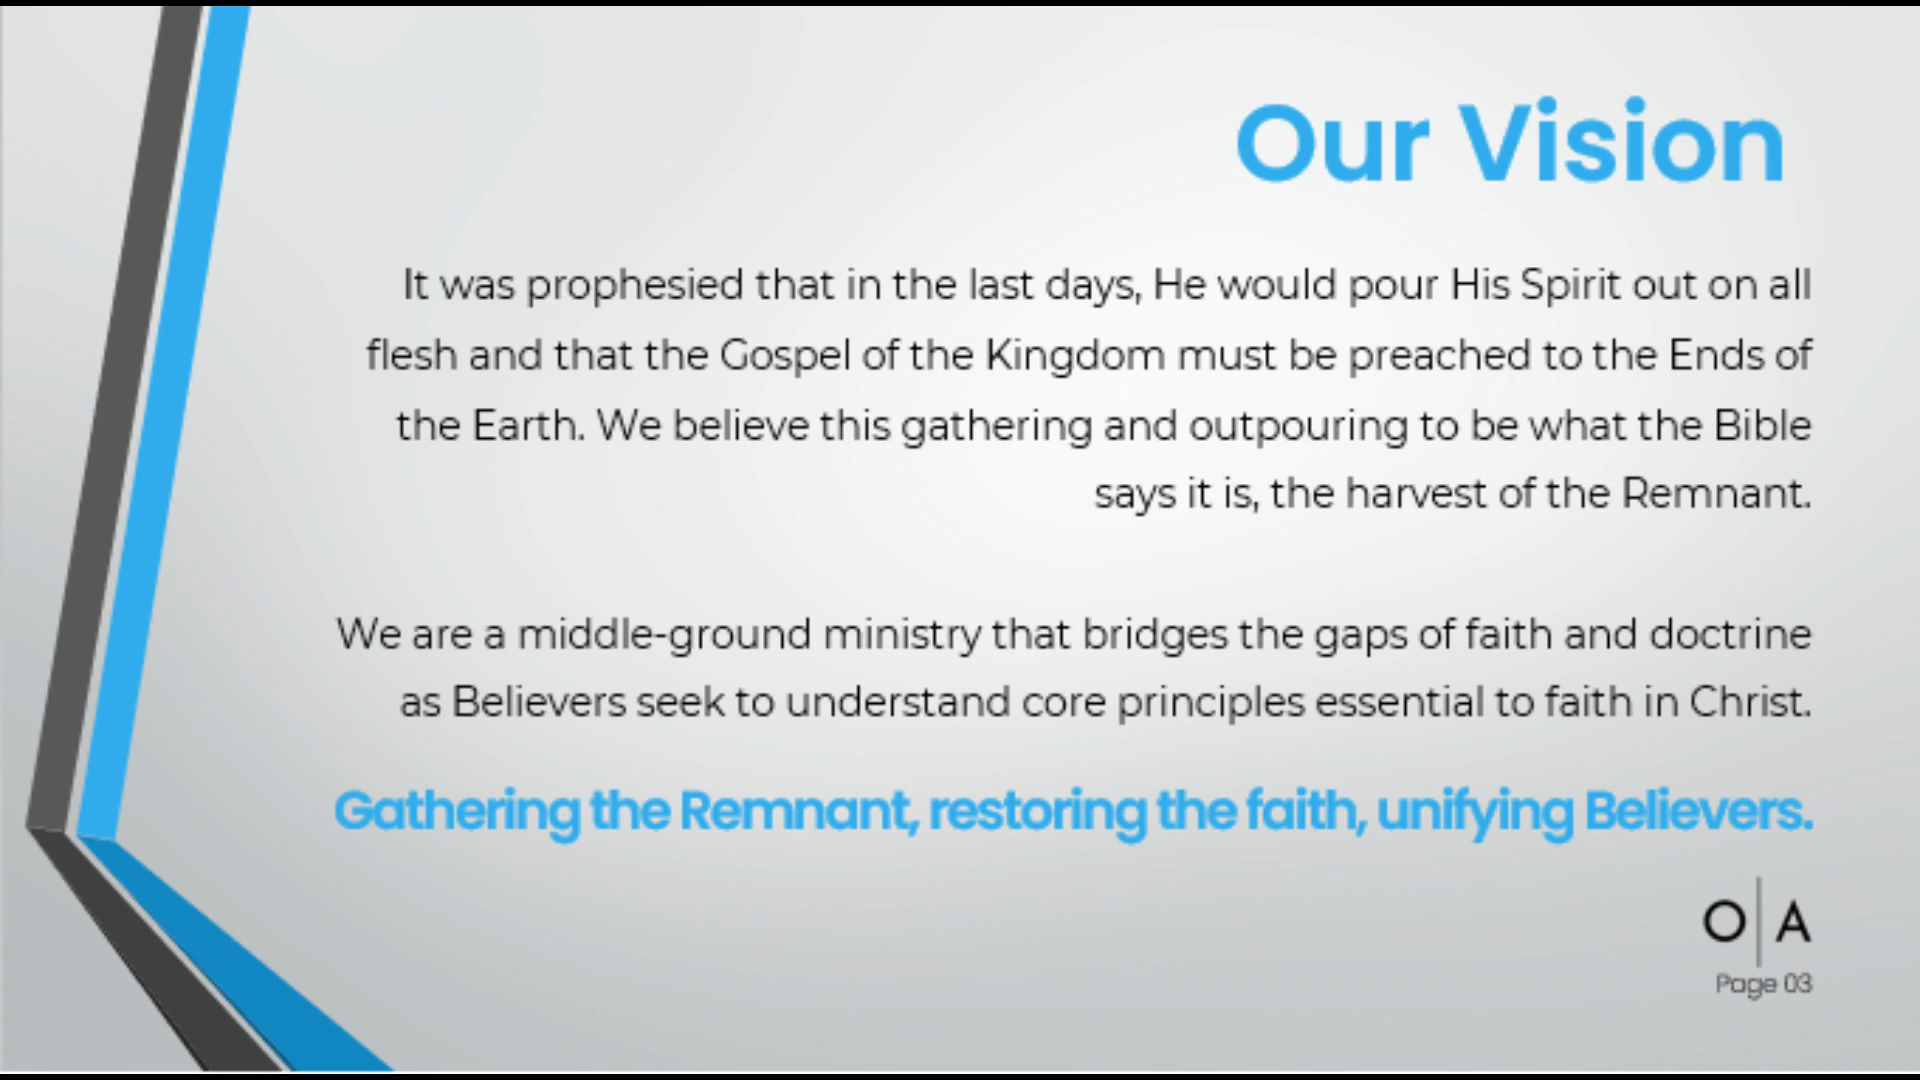 Our Vision
It was prophesied that in the last days, He would pour His Spirit out on all
flesh and that the Gospel of the Kingdom must be preached to the Ends of
the Earth. We believe this gathering and outpouring to be what the Bible
says it is, the harvest of the Remnant.
We are a middle-ground ministry that bridges the gaps of faith and doctrine
as Believers seek to understand core principles essential to faith in Christ.
Gathering the Remnant, restoring the faith, unifying Believers.
O|A
Page 03